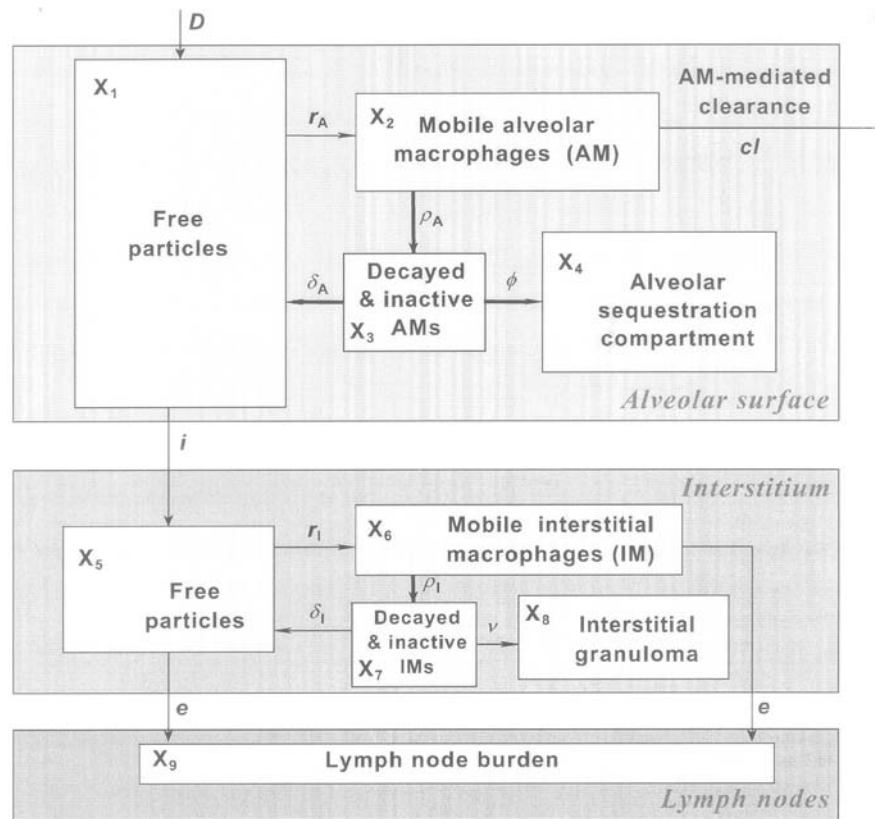 D
X1
Free
particles
rA
X2
Mobile alveolar
macrophages (AM)
AM-mediated
clearance
cl
ρA
δA
Decayed
& inactive
X3 AMs
ϕ
X4
Alveolar
sequestration
compartment
Alveolar surface
i
Interstitium
X5
Free
particles
rI
X6
Mobile interstitial
macrophages (IM)
ρI
δI
Decayed
& inactive
X7 IMs
ν
X8
Interstitial
granuloma
e
e
X9
Lymph node burden
Lymph nodes